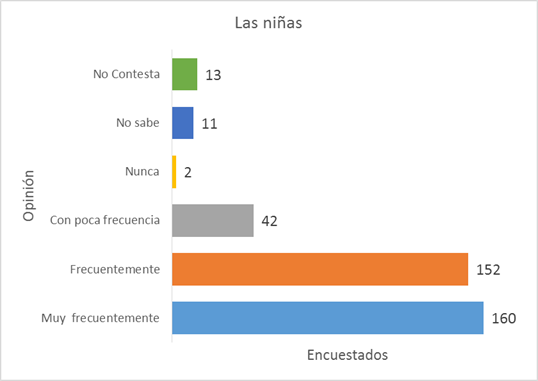 Las niñas
No Contesta 13
No sabe 11
Nunca 2
Con poca frecuencia 42
Frecuentemente 152
Muy frecuentemente 160
Opinión
Encuestados